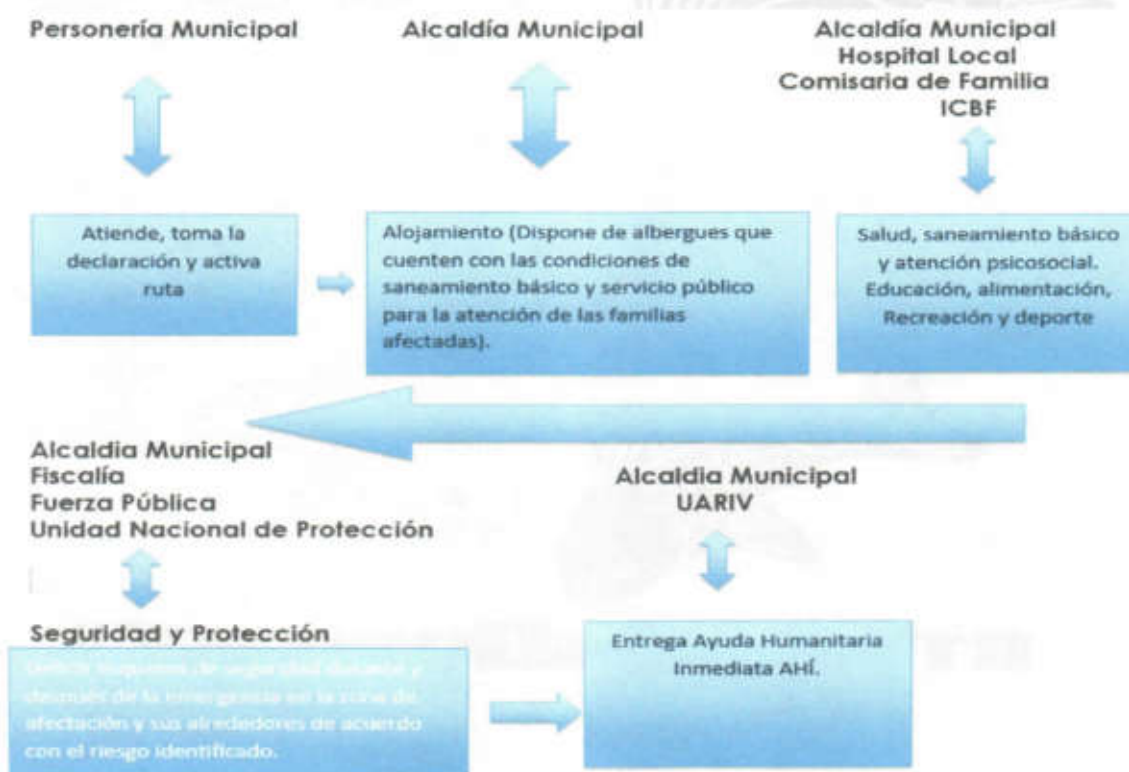 Personería Municipal
Alcaldía Municipal
Alcaldía Municipal
Hospital Local
Comisaria de Familia
ICBF
Atiende, toma la
declaración y activa
ruta
Alojamiento (Dispone de albergues que
cuenten con las condiciones de
saneamiento básico y servicio público
para la atención de las familias
afectadas).
Salud, saneamiento básico
y atención psicosocial.
Educación, alimentación,
Recreación y deporte
Alcaldia Municipal
Fiscalía
Fuerza Pública
Unidad Nacional de Protección
Alcaldia Municipal
UARIV
Seguridad y Protección
de seguridad durante y
después de la emergencia en la zona de
afectación y sus alrededores de acuerdo
con el riesgo identificado.
Entrega Ayuda Humanitaria
Inmediata AHÍ.